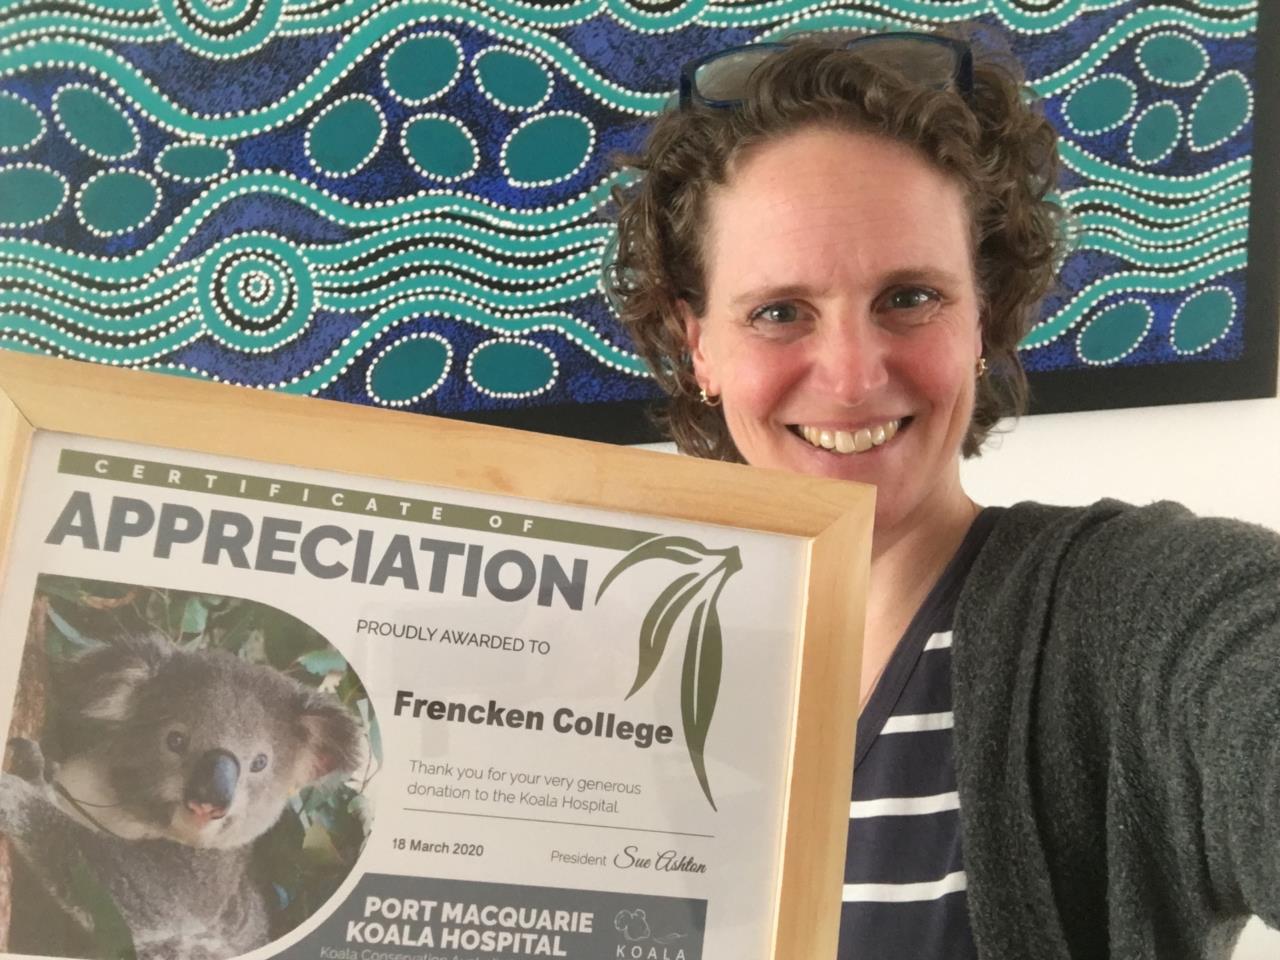 CERTIFICATE OF
APPRECIATION
PROUDLY AWARDED TO
Frencken College
Thank you for your very generous
donation to the Koala Hospital.
18 March 2020
President Sue Ashton
PORT MACQUARIE
KOALA HOSPITAL
Koala Conservation
KOALA